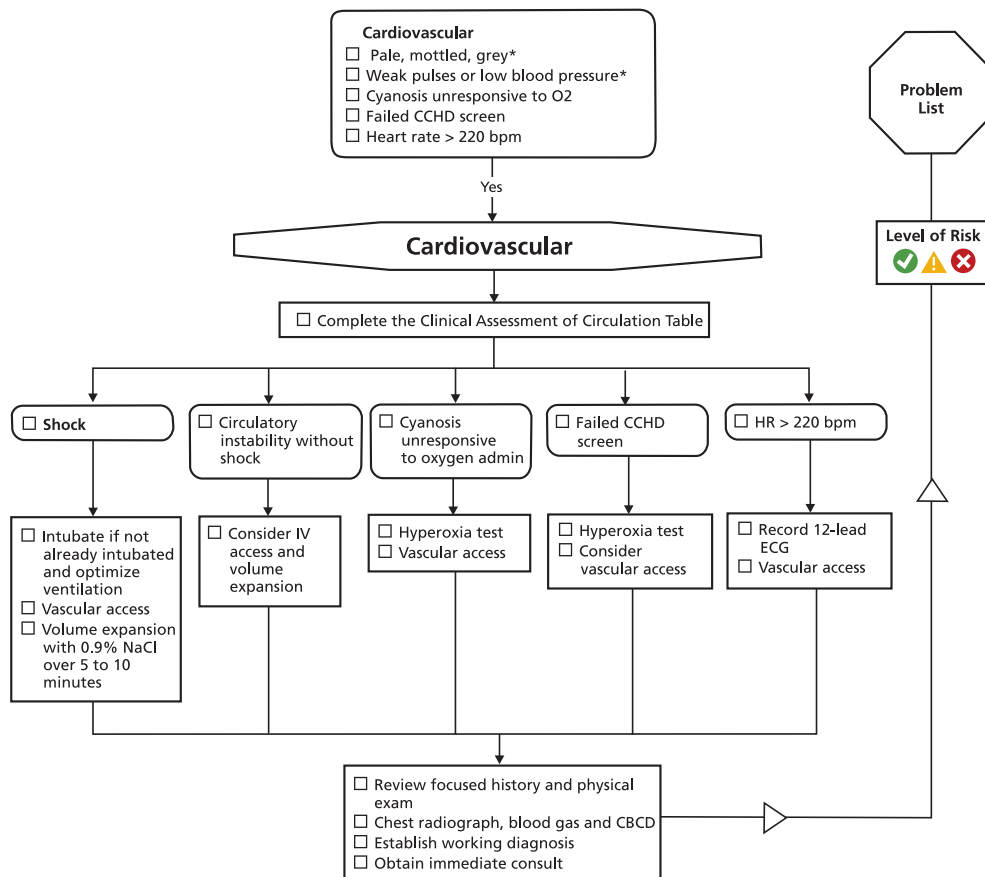 Cardiovascular
☐ Pale, mottled, grey*
☐ Weak pulses or low blood pressure*
☐ Cyanosis unresponsive to O2
☐ Failed CCHD screen
☐ Heart rate > 220 bpm
Problem
List
Yes
Level of Risk
Cardiovascular
☐ Complete the Clinical Assessment of Circulation Table
☐ Shock
☐ Circulatory
instability without
shock
☐ Cyanosis
unresponsive
to oxygen admin
☐ Failed CCHD
screen
☐ HR > 220 bpm
☐ Intubate if not
already intubated
and optimize
ventilation
☐ Vascular access
☐ Volume expansion
with 0.9% NaCl
over 5 to 10
minutes
☐ Consider IV
access and
volume
expansion
☐ Hyperoxia test
☐ Vascular access
☐ Hyperoxia test
☐ Consider
vascular access
☐ Record 12-lead
ECG
☐ Vascular access
☐ Review focused history and physical
exam
☐ Chest radiograph, blood gas and CBCD
☐ Establish working diagnosis
☐ Obtain immediate consult